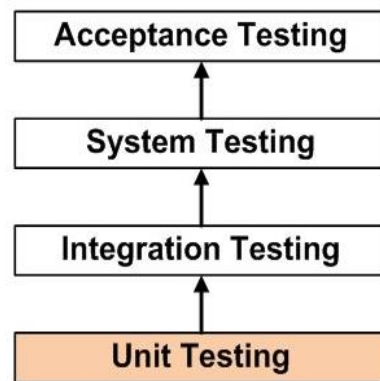 Acceptance Testing
System Testing
Integration Testing
Unit Testing